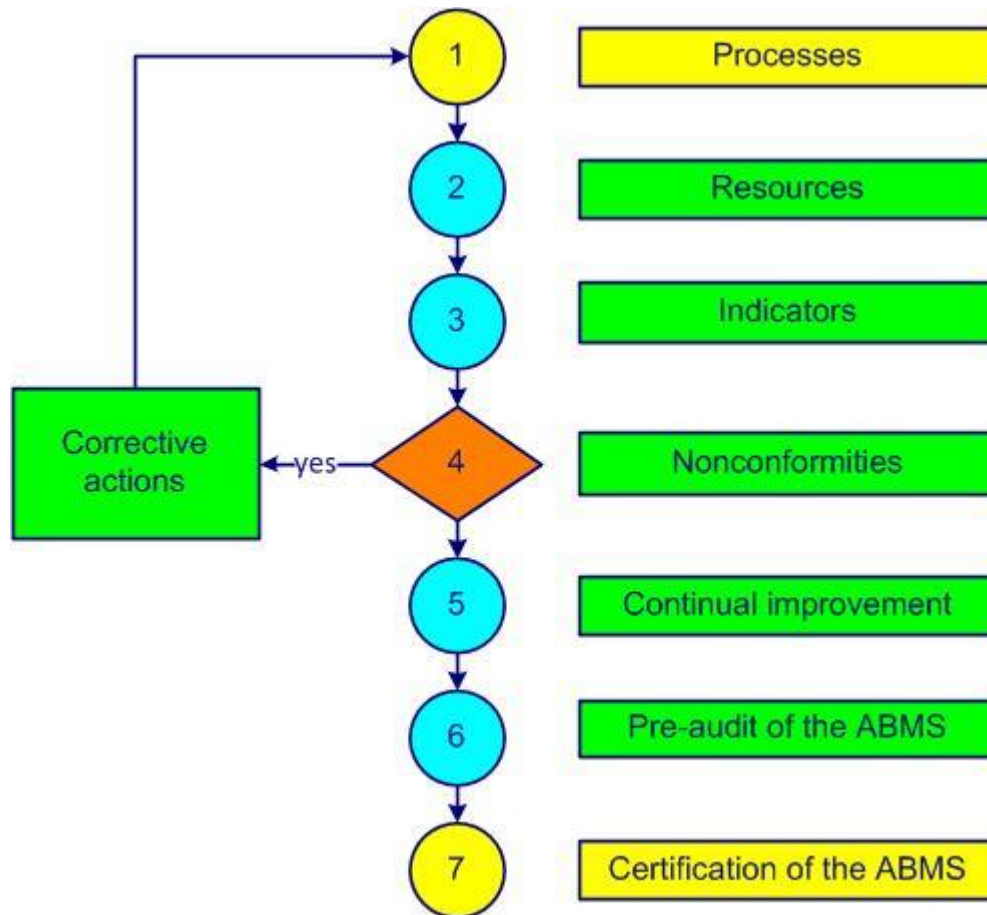 1
Processes
2
Resources
3
Indicators
Corrective
actions
yes
4
Nonconformities
5
Continual improvement
6
Pre-audit of the ABMS
7
Certification of the ABMS